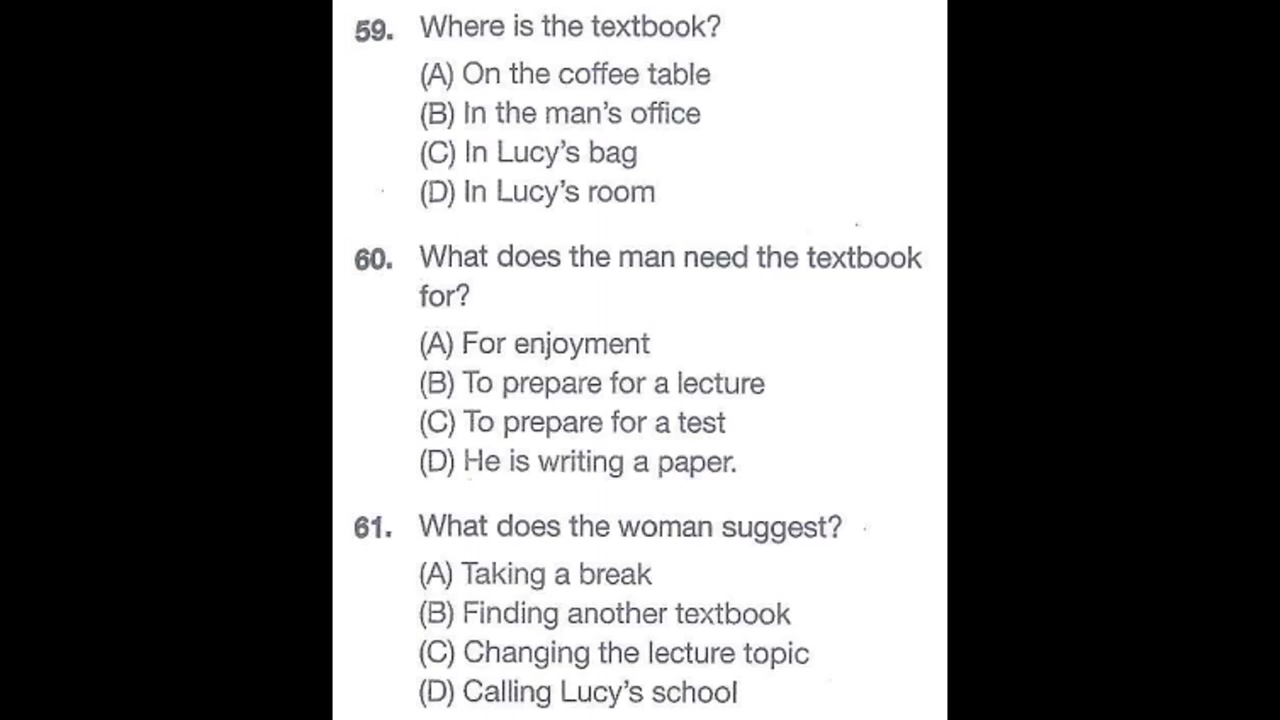 59. Where is the textbook?
(A) On the coffee table
(B) In the man's office
(C) In Lucy's bag
(D) In Lucy's room
60. What does the man need the textbook
for?
(A) For enjoyment
(B) To prepare for a lecture
(C) To prepare for a test
(D) He is writing a paper.
61. What does the woman suggest?
(A) Taking a break
(B) Finding another textbook
(C) Changing the lecture topic
(D) Calling Lucy's school